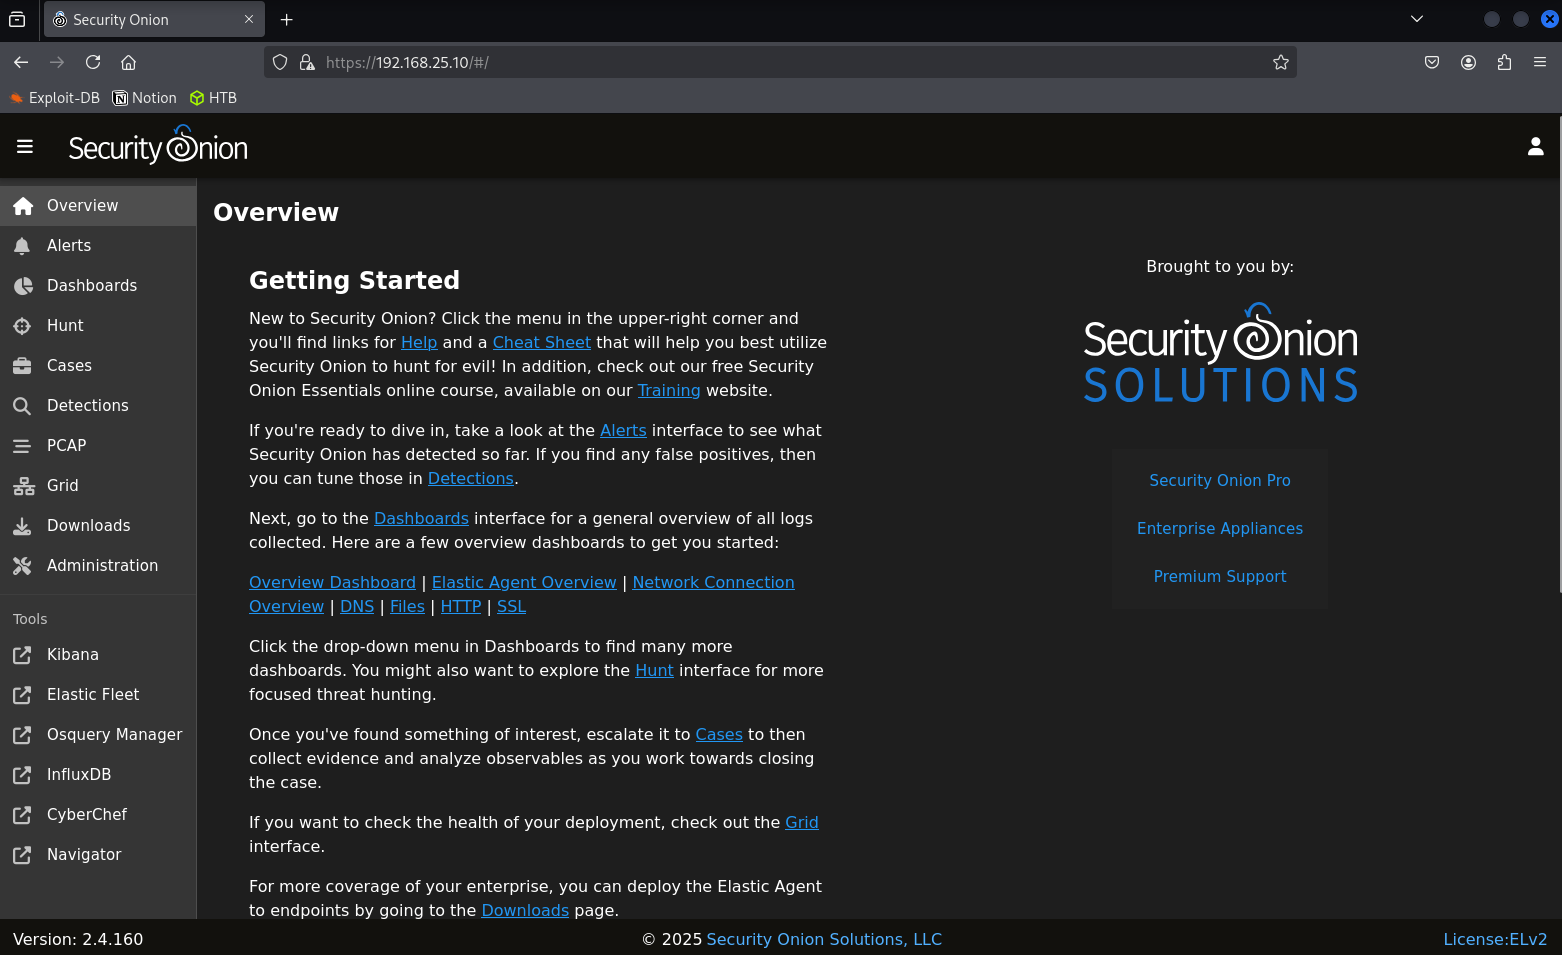 Security Onion
https://192.168.25.10/#/
Exploit-DB
Notion
HTB
Security Onion
Overview
Alerts
Dashboards
Hunt
Cases
Detections
PCAP
Grid
Downloads
Administration
Tools
Kibana
Elastic Fleet
Osquery Manager
InfluxDB
CyberChef
Navigator
Overview
Getting Started
New to Security Onion? Click the menu in the upper-right corner and
you'll find links for Help and a Cheat Sheet that will help you best utilize
Security Onion to hunt for evil! In addition, check out our free Security
Onion Essentials online course, available on our Training website.
If you're ready to dive in, take a look at the Alerts interface to see what
Security Onion has detected so far. If you find any false positives, then
you can tune those in Detections.
Next, go to the Dashboards interface for a general overview of all logs
collected. Here are a few overview dashboards to get you started:
Overview Dashboard | Elastic Agent Overview | Network Connection
Overview | DNS | Files | HTTP | SSL
Click the drop-down menu in Dashboards to find many more
dashboards. You might also want to explore the Hunt interface for more
focused threat hunting.
Once you've found something of interest, escalate it to Cases to then
collect evidence and analyze observables as you work towards closing
the case.
If you want to check the health of your deployment, check out the Grid
interface.
For more coverage of your enterprise, you can deploy the Elastic Agent
to endpoints by going to the Downloads page.
Brought to you by:
Security Onion
SOLUTIONS
Security Onion Pro
Enterprise Appliances
Premium Support
Version: 2.4.160
© 2025 Security Onion Solutions, LLC
License:ELv2